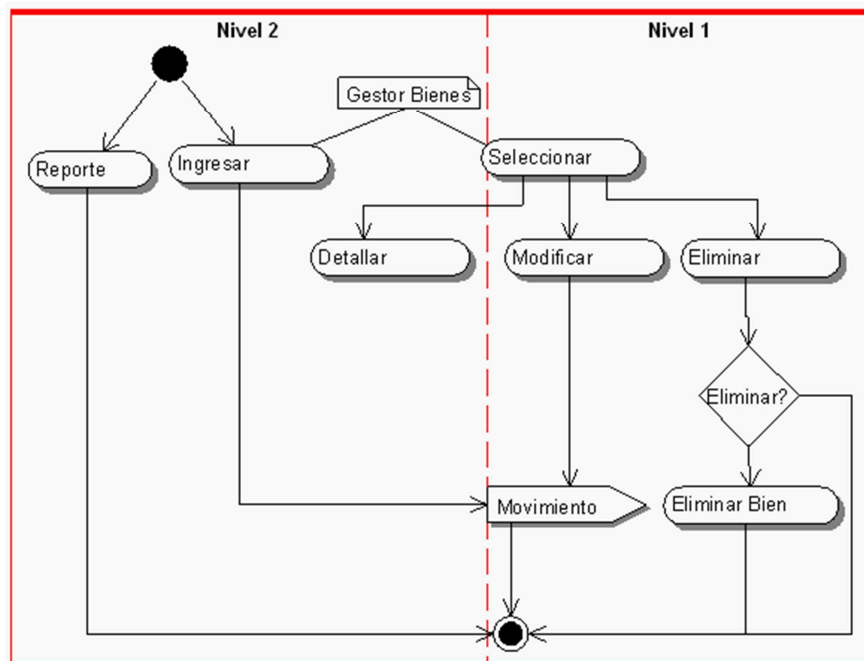 Nivel 2
Nivel 1
Gestor Bienes
Reporte
Ingresar
Seleccionar
Detallar
Modificar
Eliminar
Eliminar?
Movimiento
Eliminar Bien